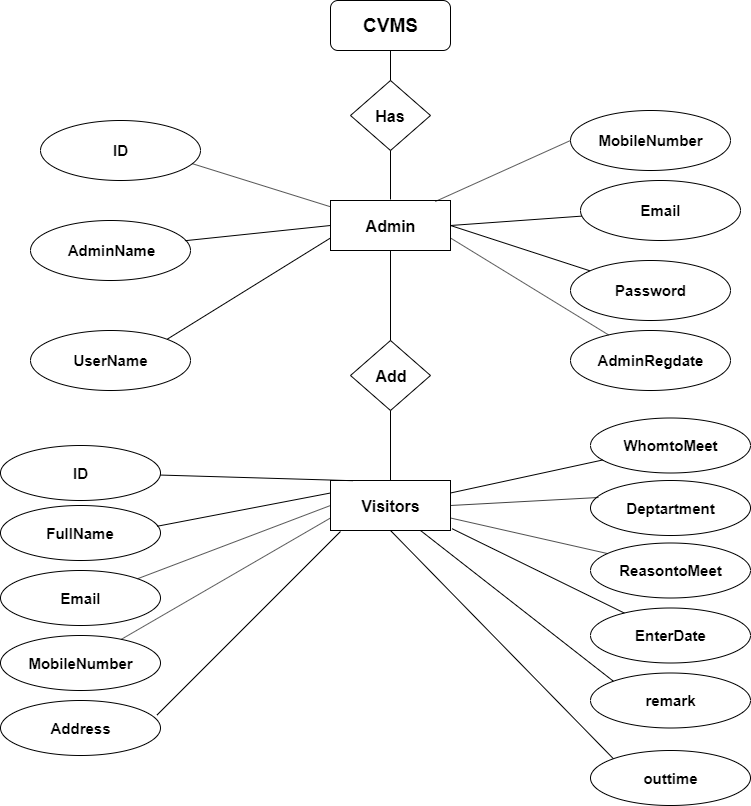 CVMS
Has
ID
MobileNumber
Admin
Email
AdminName
Password
UserName
AdminRegdate
Add
WhomtoMeet
ID
Visitors
Deptartment
FullName
ReasontoMeet
Email
EnterDate
MobileNumber
remark
Address
outtime